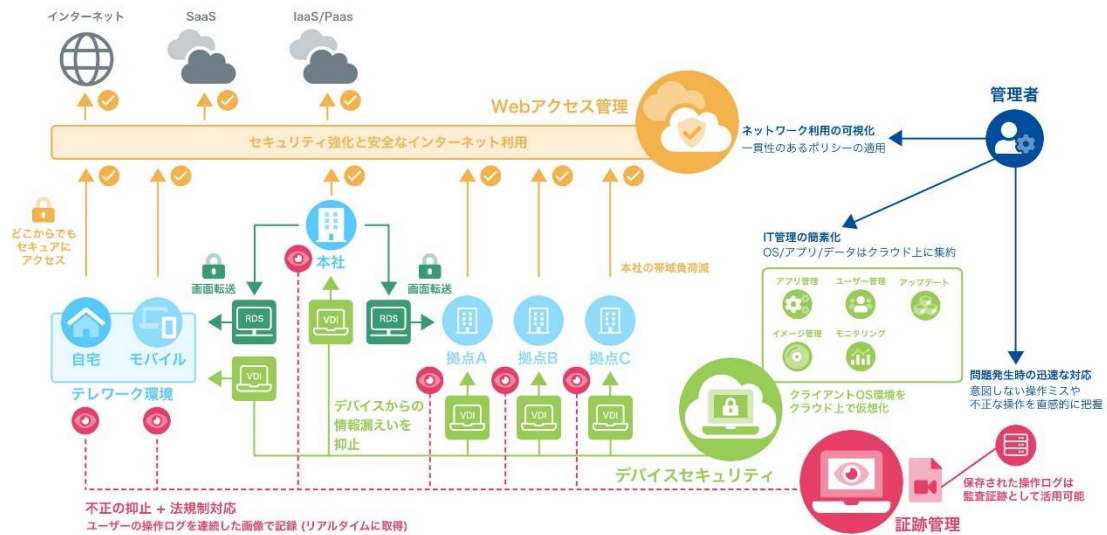 インターネット
SaaS
IaaS/Paas
Webアクセス管理
セキュリティ強化と安全なインターネット利用
管理者
ネットワーク利用の可視化
一貫性のあるポリシーの適用
どこからでも
セキュアに
アクセス
本社
画面転送
画面転送
本社の帯域負荷減
IT管理の簡素化
OS/アプリ/データはクラウド上に集約
アプリ管理
ユーザー管理
アップデート
イメージ管理
モニタリング
RDS
VDI
RDS
自宅
モバイル
拠点A
拠点B
拠点C
VDI
テレワーク環境
デバイスからの
情報漏えいを
抑止
VDI
VDI
VDI
クライアントOS環境を
クラウド上で仮想化
問題発生時の迅速な対応
意図しない操作ミスや
不正な操作を直感的に把握
デバイスセキュリティ
不正の抑止 + 法規制対応
ユーザーの操作ログを連続した画像で記録 (リアルタイムに取得)
証跡管理
保存された操作ログは
監査証跡として活用可能